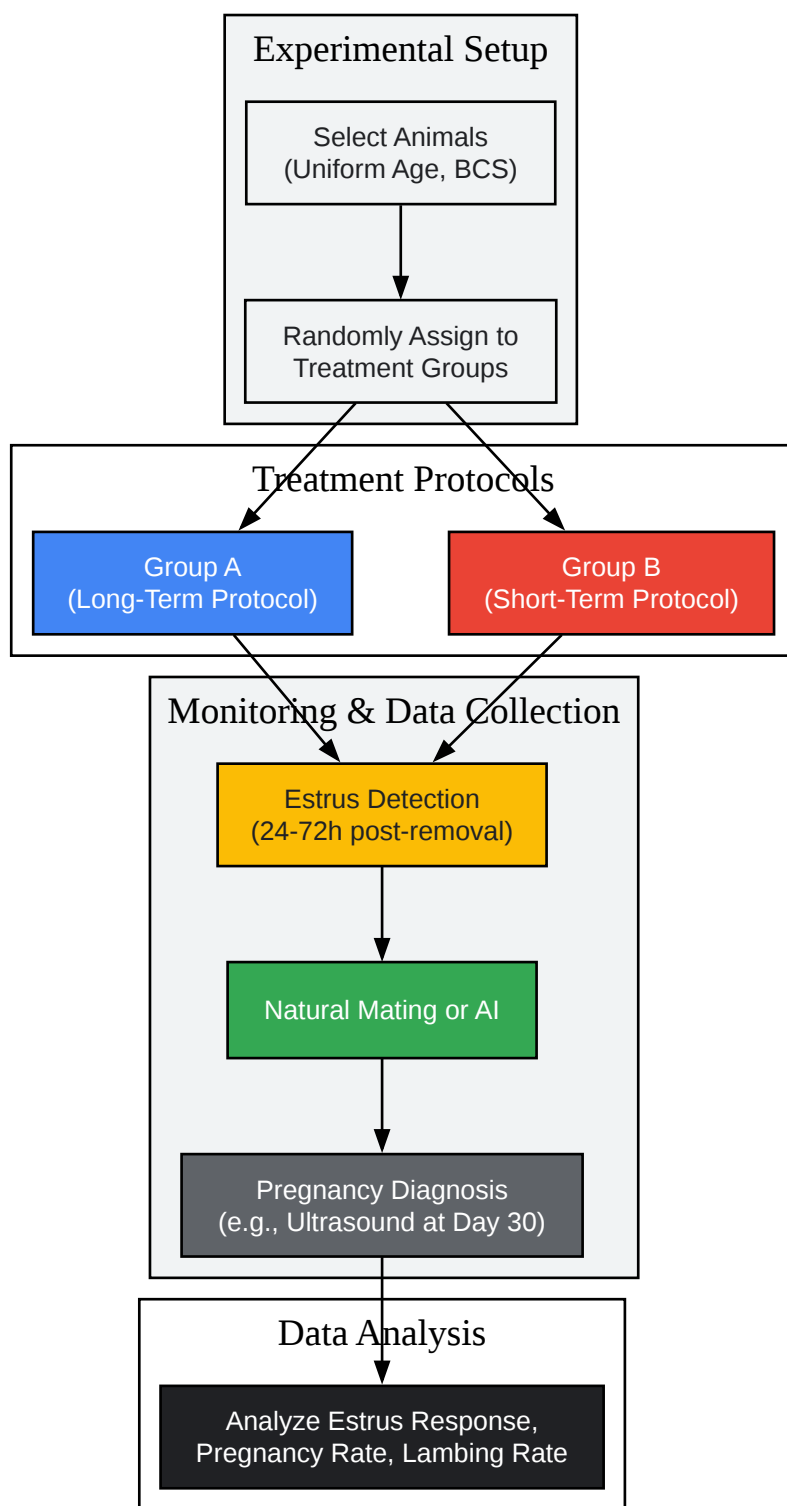 Experimental Setup
Select Animals
(Uniform Age, BCS)
Randomly Assign to
Treatment Groups
Treatment Protocols
Group A
(Long-Term Protocol)
Group B
(Short-Term Protocol)
Monitoring & Data Collection
Estrus Detection
(24-72h post-removal)
Natural Mating or AI
Pregnancy Diagnosis
(e.g., Ultrasound at Day 30)
Data Analysis
Analyze Estrus Response,
Pregnancy Rate, Lambing Rate